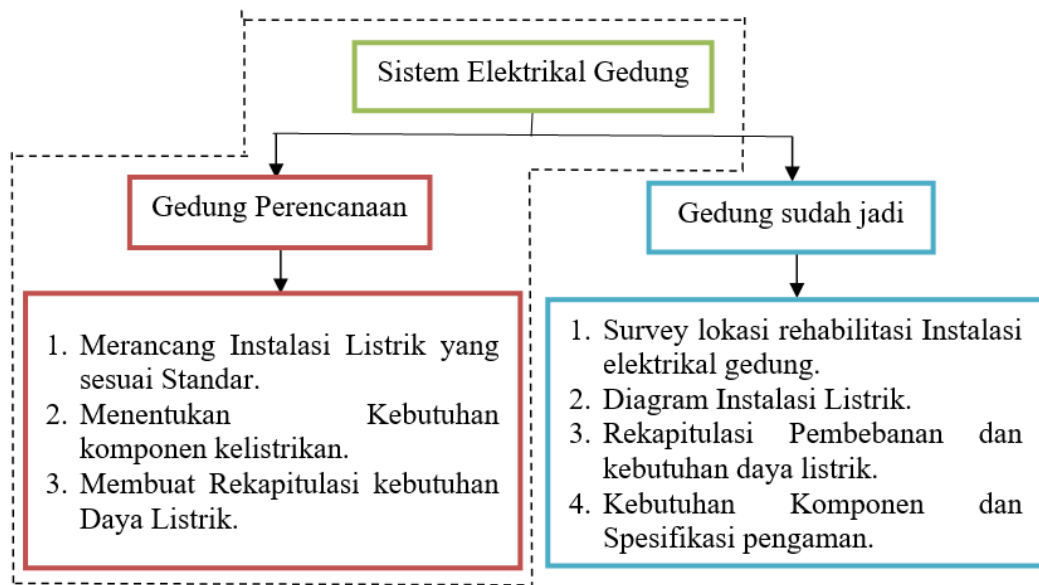 Sistem Elektrikal Gedung
Gedung Perencanaan
Gedung sudah jadi
1. Merancang Instalasi Listrik yang
sesuai Standar.
2. Menentukan Kebutuhan
komponen kelistrikan.
3. Membuat Rekapitulasi kebutuhan
Daya Listrik.
1. Survey lokasi rehabilitasi Instalasi
elektrikal gedung.
2. Diagram Instalasi Listrik.
3. Rekapitulasi Pembebanan dan
kebutuhan daya listrik.
4. Kebutuhan Komponen dan
Spesifikasi pengaman.